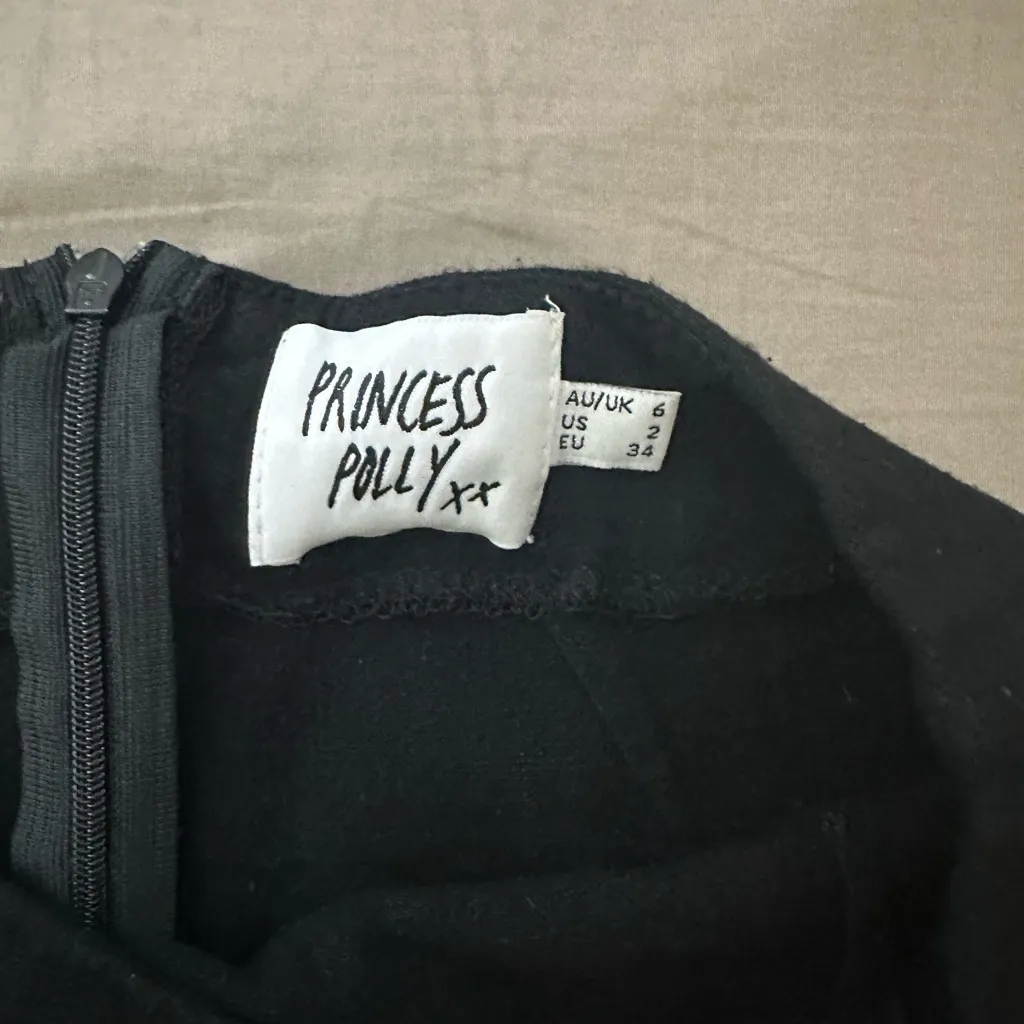 PRINCESS
POLLY xx
AU/UK 6
US 2
EU 34